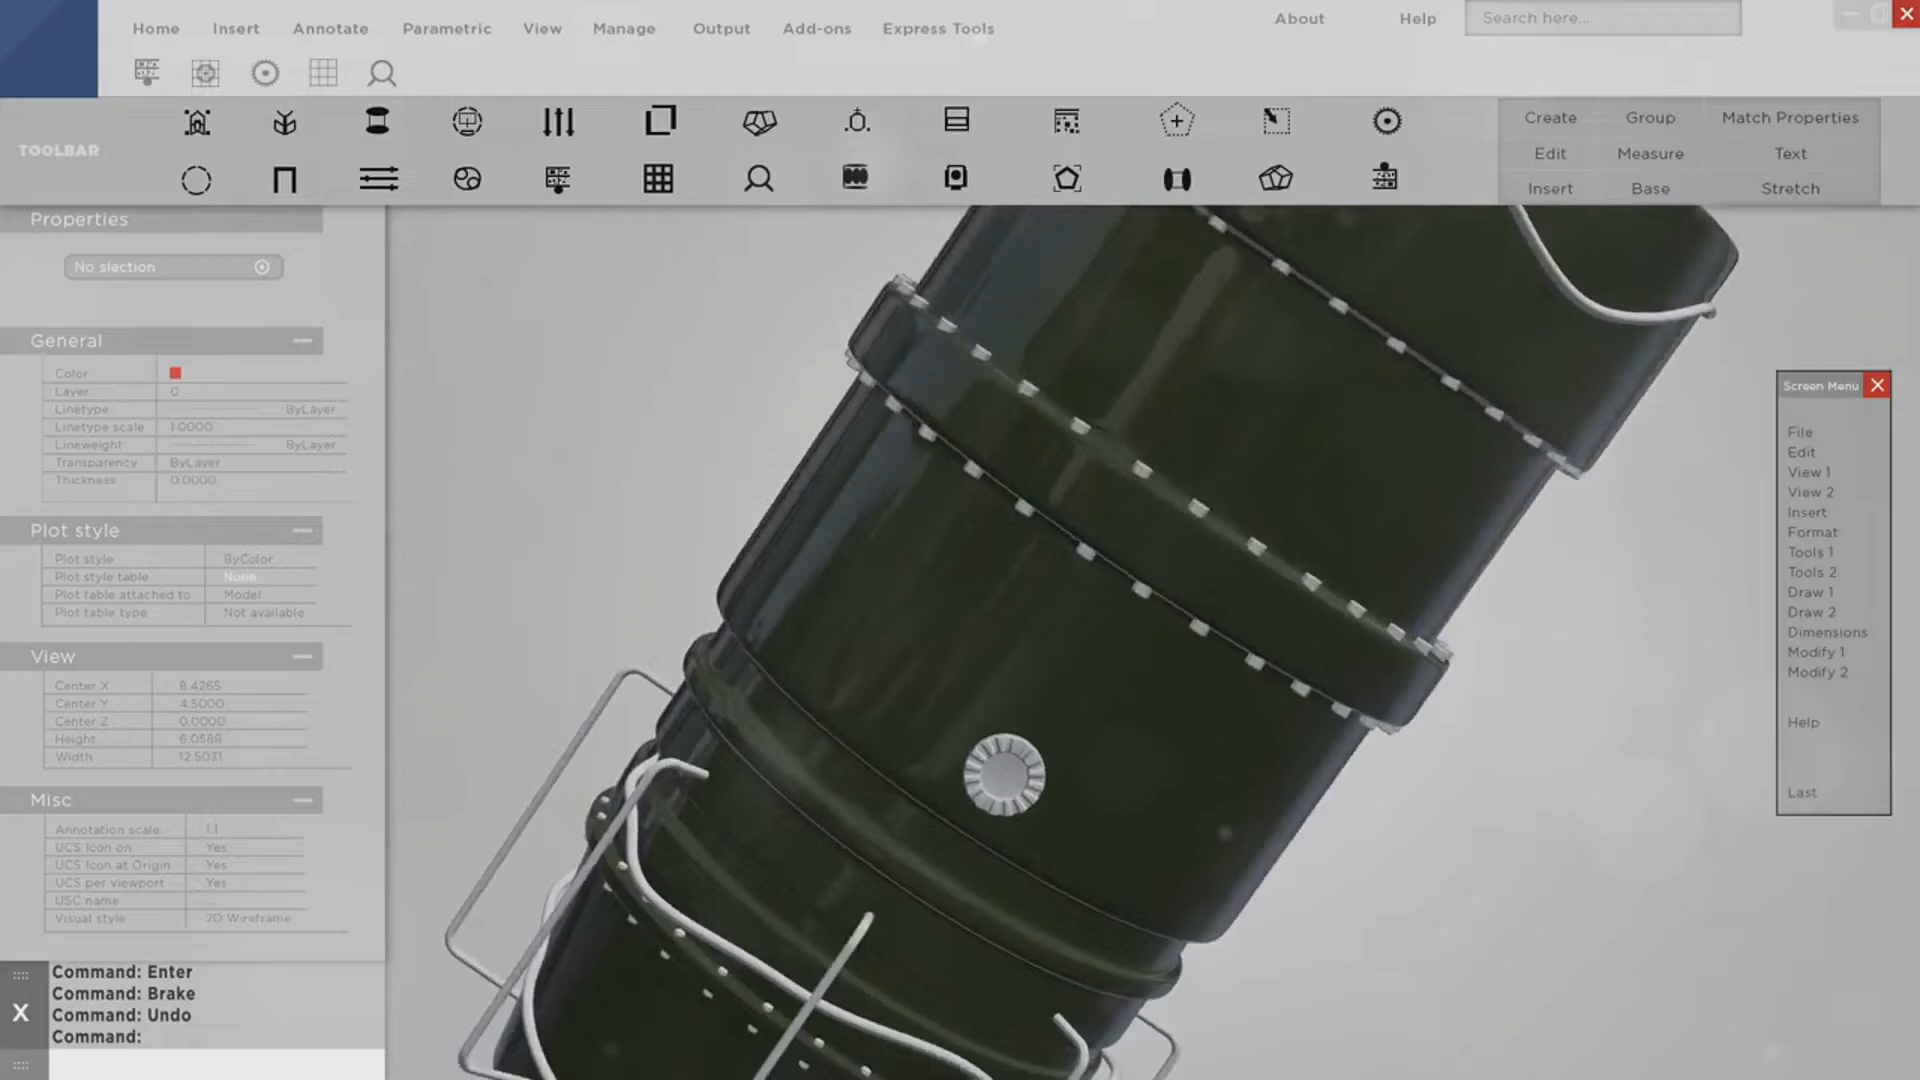 Home Insert Annotate Parametric View Manage Output Add-ons Express Tools
About Help Search here...
TOOLBAR
Create Group Match Properties
Edit Measure Text
Insert Base Stretch
Properties
No slection
General
Color
Layer 0
Linetype ByLayer
Linetype scale 1.0000
Lineweight ByLayer
Transparency ByLayer
Thickness 0.0000
Plot style
Plot style ByColor
Plot style table None
Plot table attached to Model
Plot table type Not available
View
Center X 8.4265
Center Y 4.5000
Center Z 0.0000
Height 6.0588
Width 12.5031
Misc
Annotation scale 1:1
UCS Icon on Yes
UCS Icon at Origin Yes
UCS per viewport Yes
USC name
Visual style 2D Wireframe
X
Command: Enter
Command: Brake
Command: Undo
Command:
Screen Menu
File
Edit
View 1
View 2
Insert
Format
Tools 1
Tools 2
Draw 1
Draw 2
Dimensions
Modify 1
Modify 2
Help
Last